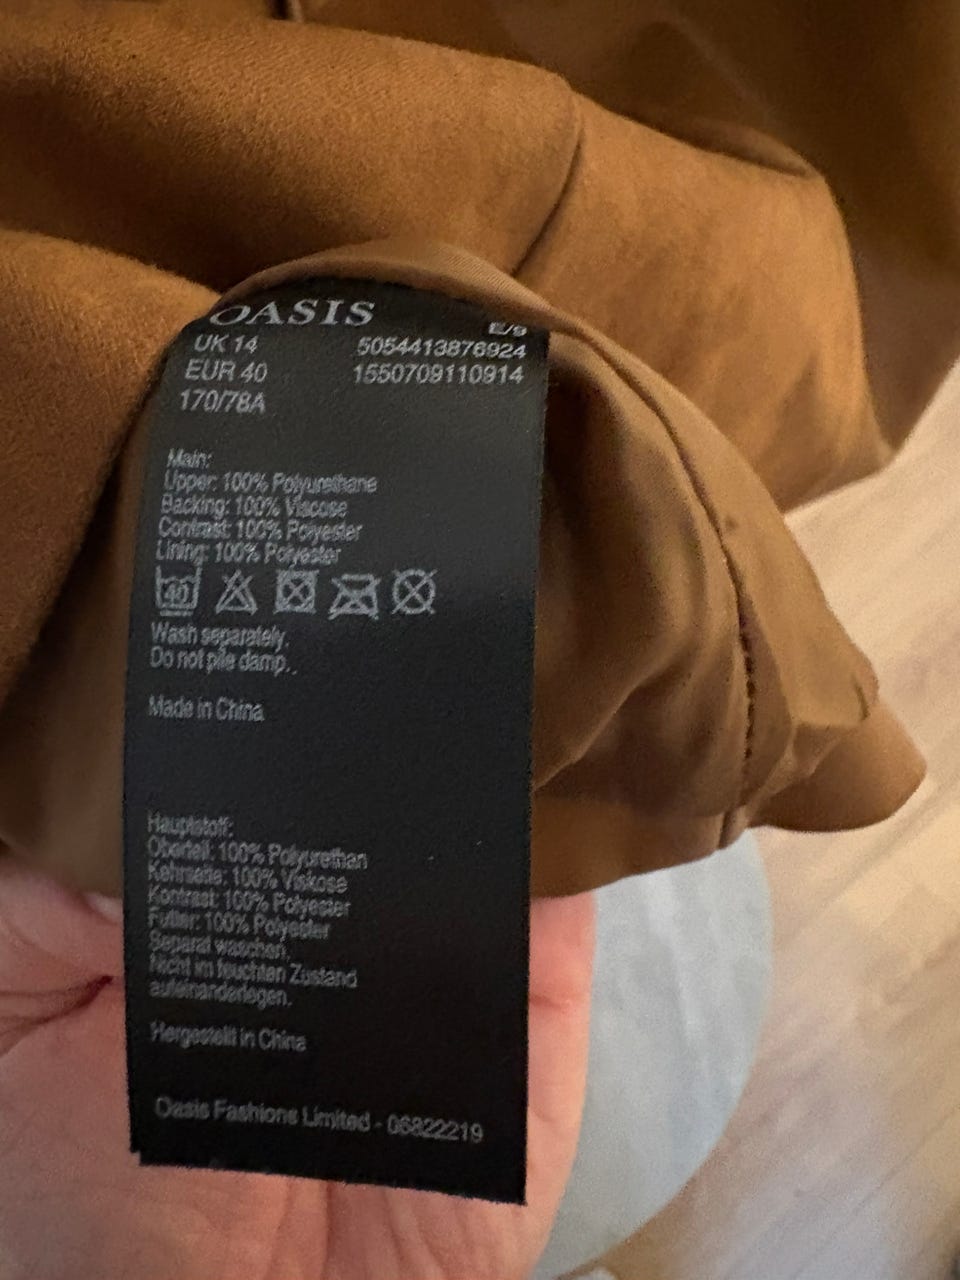 OASIS
E/9
UK 14 5054413876924
EUR 40 1550709110914
170/78A
Main:
Upper: 100% Polyurethane
Backing: 100% Viscose
Contrast: 100% Polyester
Lining: 100% Polyester
40
Wash separately.
Do not pile damp..
Made in China
Hauptstoff:
Oberteil: 100% Polyurethan
Kehrseite: 100% Viskose
Kontrast: 100% Polyester
Futter: 100% Polyester
Separat waschen.
Nicht im feuchten Zustand
aufeinanderlegen.
Hergestellt in China
Oasis Fashions Limited - 06822219